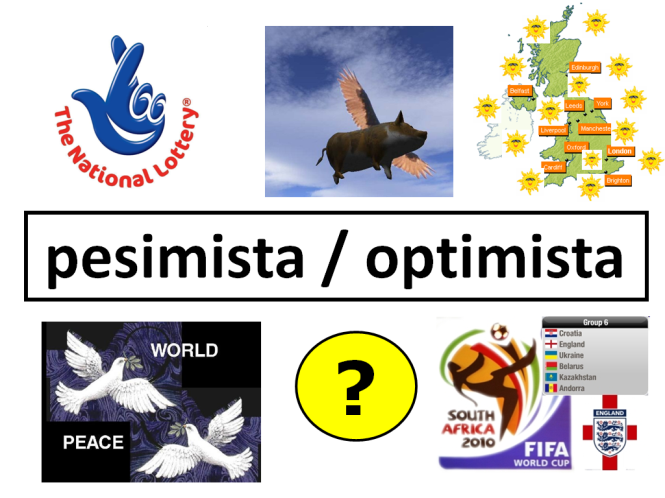 The National Lottery®
Edinburgh
Belfast
Leeds
York
Liverpool
Manchester
Oxford
London
Cardiff
Brighton
pesimista / optimista
WORLD
PEACE
?
Group 6
Croatia
England
Ukraine
Belarus
Kazakhstan
Andorra
SOUTH
AFRICA
2010
FIFA
WORLD CUP
ENGLAND